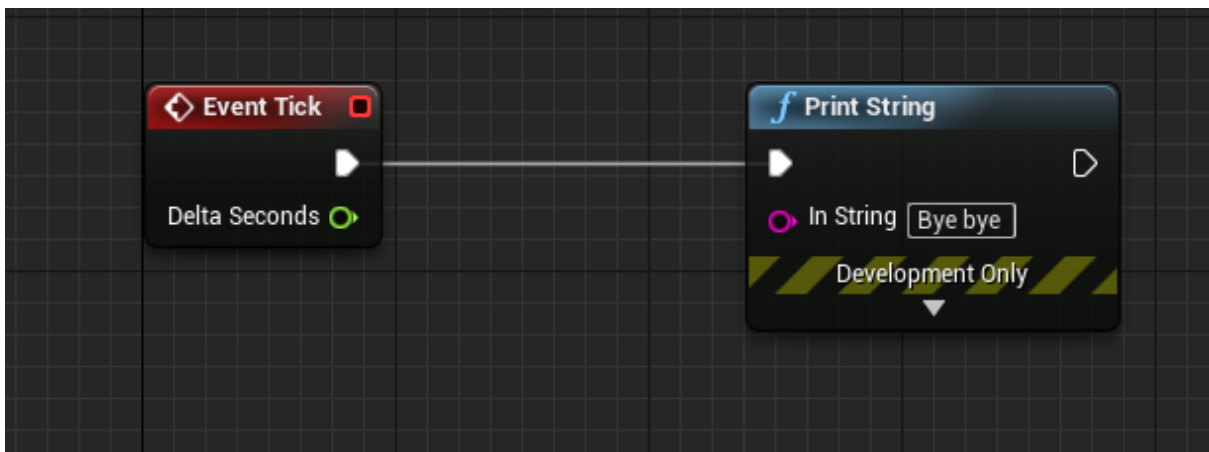 Event Tick
Delta Seconds
f Print String
In String Bye bye
Development Only